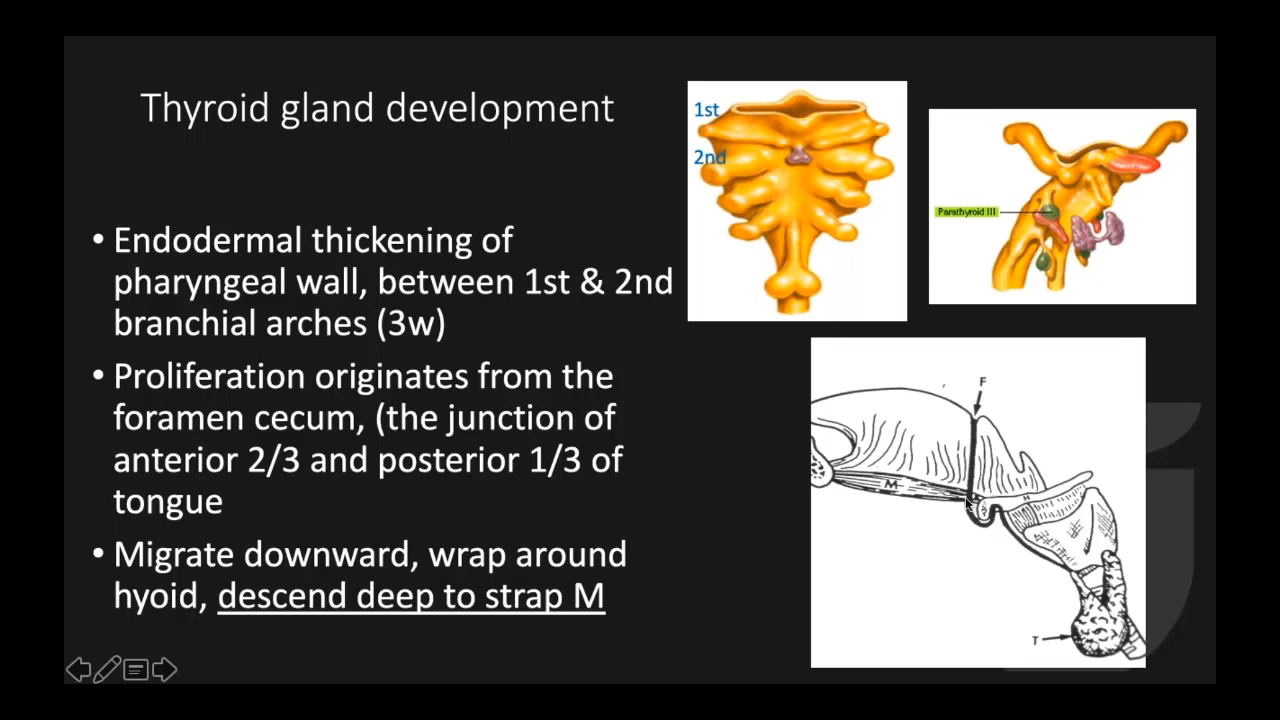 Thyroid gland development
• Endodermal thickening of
pharyngeal wall, between 1st & 2nd
branchial arches (3w)
• Proliferation originates from the
foramen cecum, (the junction of
anterior 2/3 and posterior 1/3 of
tongue
• Migrate downward, wrap around
hyoid, descend deep to strap M
1st
2nd
Parathyroid III
F
M
H
T